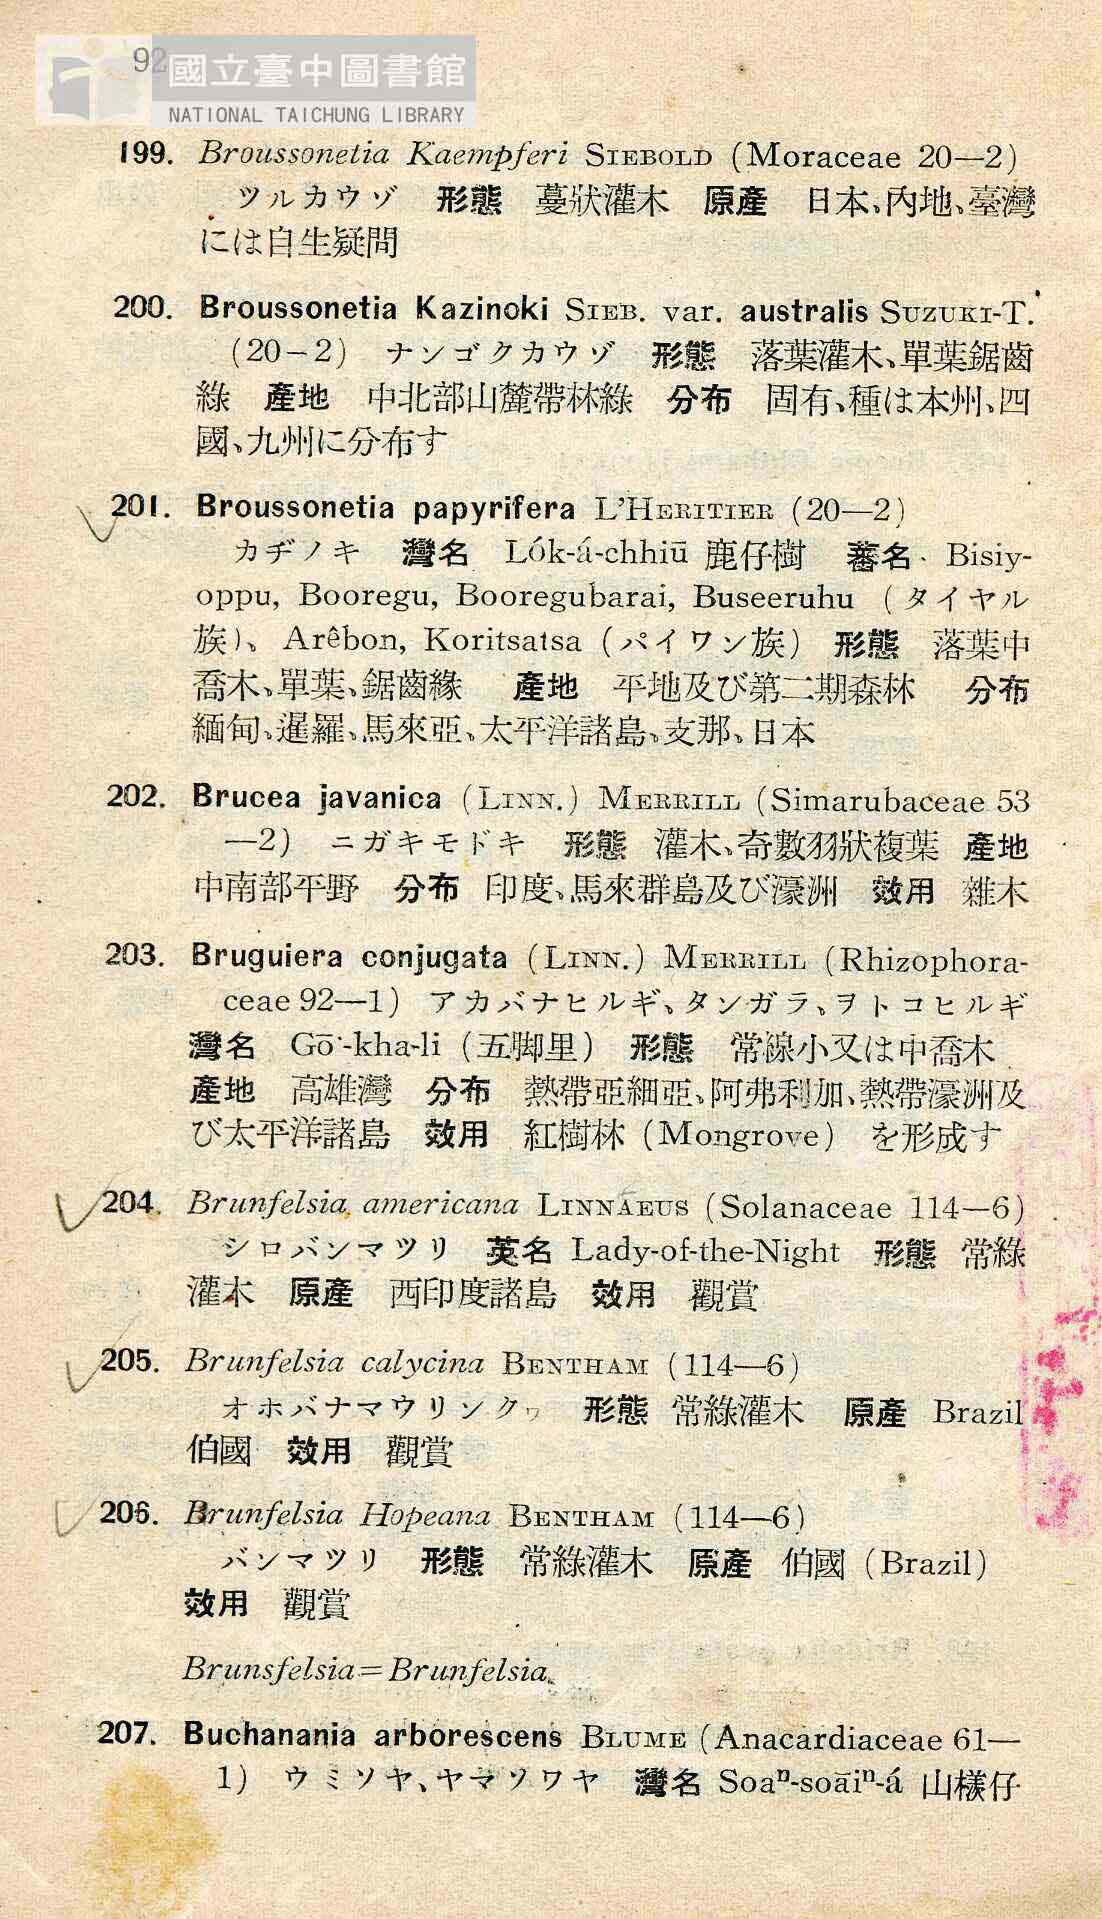 92
國立臺中圖書館
NATIONAL TAICHUNG LIBRARY
199. Broussonetia Kaempferi SIEBOLD (Moraceae 20—2)
ツルカウゾ 形態 蔓狀灌木 原產 日本、內地、臺灣
には自生疑問
200. Broussonetia Kazinoki SIEB. var. australis SUZUKI-T.
(20-2) ナンゴクカウゾ 形態 落葉灌木、單葉鋸齒
綠 產地 中北部山麓帶林綠 分布 固有、種は本州、四
國、九州に分布す
201. Broussonetia papyrifera L'HERITIER (20—2)
カヂノキ 灣名 Lók-á-chhiū 鹿仔樹 蕃名 Bisiy-
oppu, Booregu, Booregubarai, Buseeruhu (タイヤル
族)、Arêbon, Koritsatsa (パイワン族) 形態 落葉中
喬木、單葉、鋸齒緣 產地 平地及び第二期森林 分布
緬甸、暹羅、馬來亞、太平洋諸島、支那、日本
202. Brucea javanica (LINN.) MERRILL (Simarubaceae 53
—2) ニガキモドキ 形態 灌木、奇數羽狀複葉 產地
中南部平野 分布 印度、馬來群島及び濠洲 效用 雜木
203. Bruguiera conjugata (LINN.) MERRILL (Rhizophora-
ceae 92—1) アカバナヒルギ、タンガラ、ヲトコヒルギ
灣名 Gō͘-kha-li (五脚里) 形態 常綠小又は中喬木
產地 高雄灣 分布 熱帶亞細亞、阿弗利加、熱帶濠洲及
び太平洋諸島 效用 紅樹林 (Mongrove) を形成す
204. Brunfelsia americana LINNAEUS (Solanaceae 114—6)
シロバンマツリ 英名 Lady-of-the-Night 形態 常綠
灌木 原產 西印度諸島 效用 觀賞
205. Brunfelsia calycina BENTHAM (114—6)
オホバナマウリンクワ 形態 常綠灌木 原產 Brazil
伯國 效用 觀賞
206. Brunfelsia Hopeana BENTHAM (114—6)
バンマツリ 形態 常綠灌木 原產 伯國 (Brazil)
效用 觀賞
Brunsfelsia=Brunfelsia
207. Buchanania arborescens BLUME (Anacardiaceae 61—
1) ウミソヤ、ヤマソワヤ 灣名 Soaⁿ-soāiⁿ-á 山檨仔